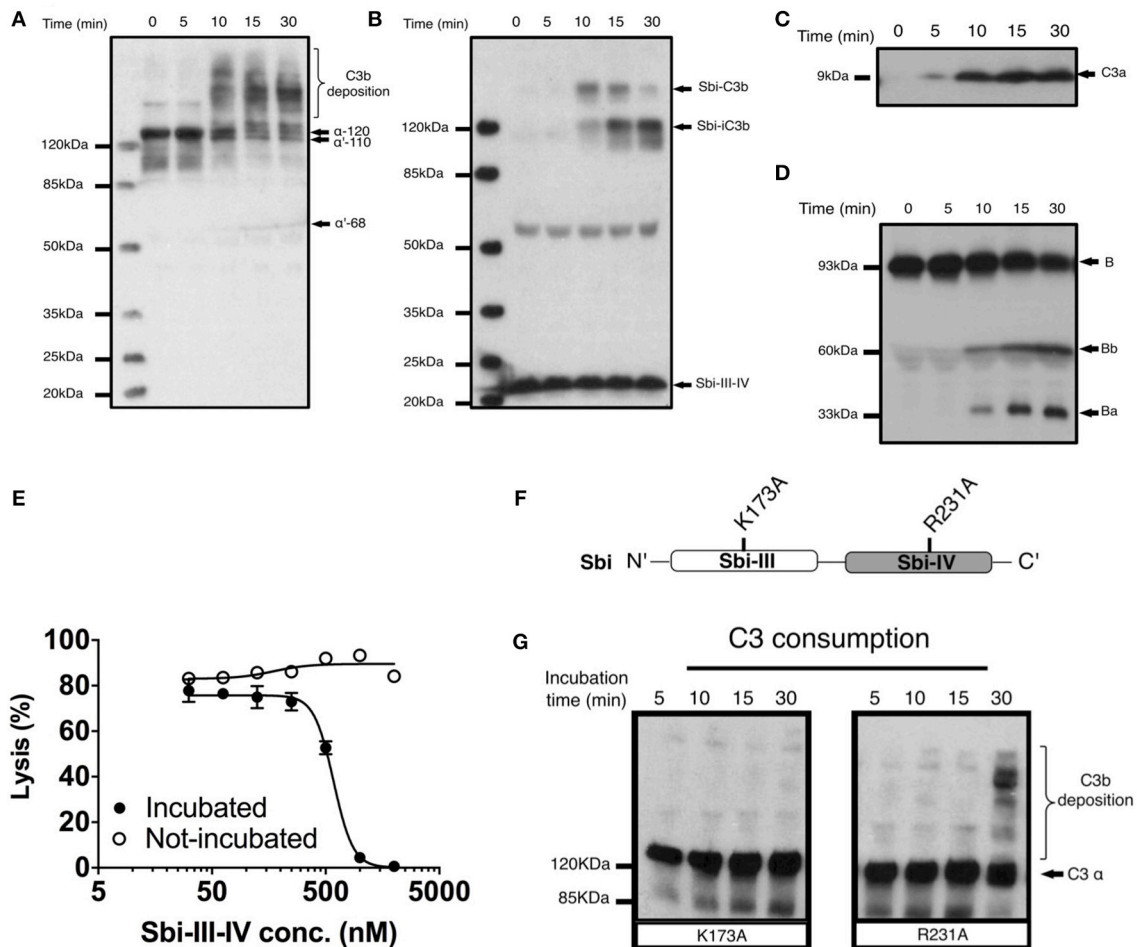 A
Time (min) 0 5 10 15 30
C3b
deposition
α-120
α'-110
120kDa
85kDa
α'-68
50kDa
35kDa
25kDa
20kDa
B
Time (min) 0 5 10 15 30
Sbi-C3b
120kDa
Sbi-iC3b
85kDa
50kDa
35kDa
25kDa
Sbi-III-IV
20kDa
C
Time (min) 0 5 10 15 30
9kDa
C3a
D
Time (min) 0 5 10 15 30
93kDa
B
60kDa
Bb
33kDa
Ba
E
Lysis (%)
100
80
60
40
20
0
Incubated
Not-incubated
5 50 500 5000
Sbi-III-IV conc. (nM)
F
K173A
R231A
Sbi N' Sbi-III Sbi-IV C'
G
C3 consumption
Incubation
time (min) 5 10 15 30 5 10 15 30
C3b
deposition
120KDa
C3 α
85KDa
K173A
R231A